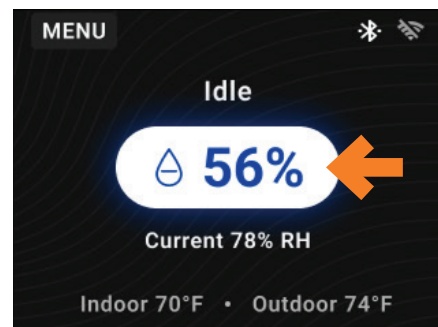 MENU
Idle
56%
Current 78% RH
Indoor 70°F • Outdoor 74°F